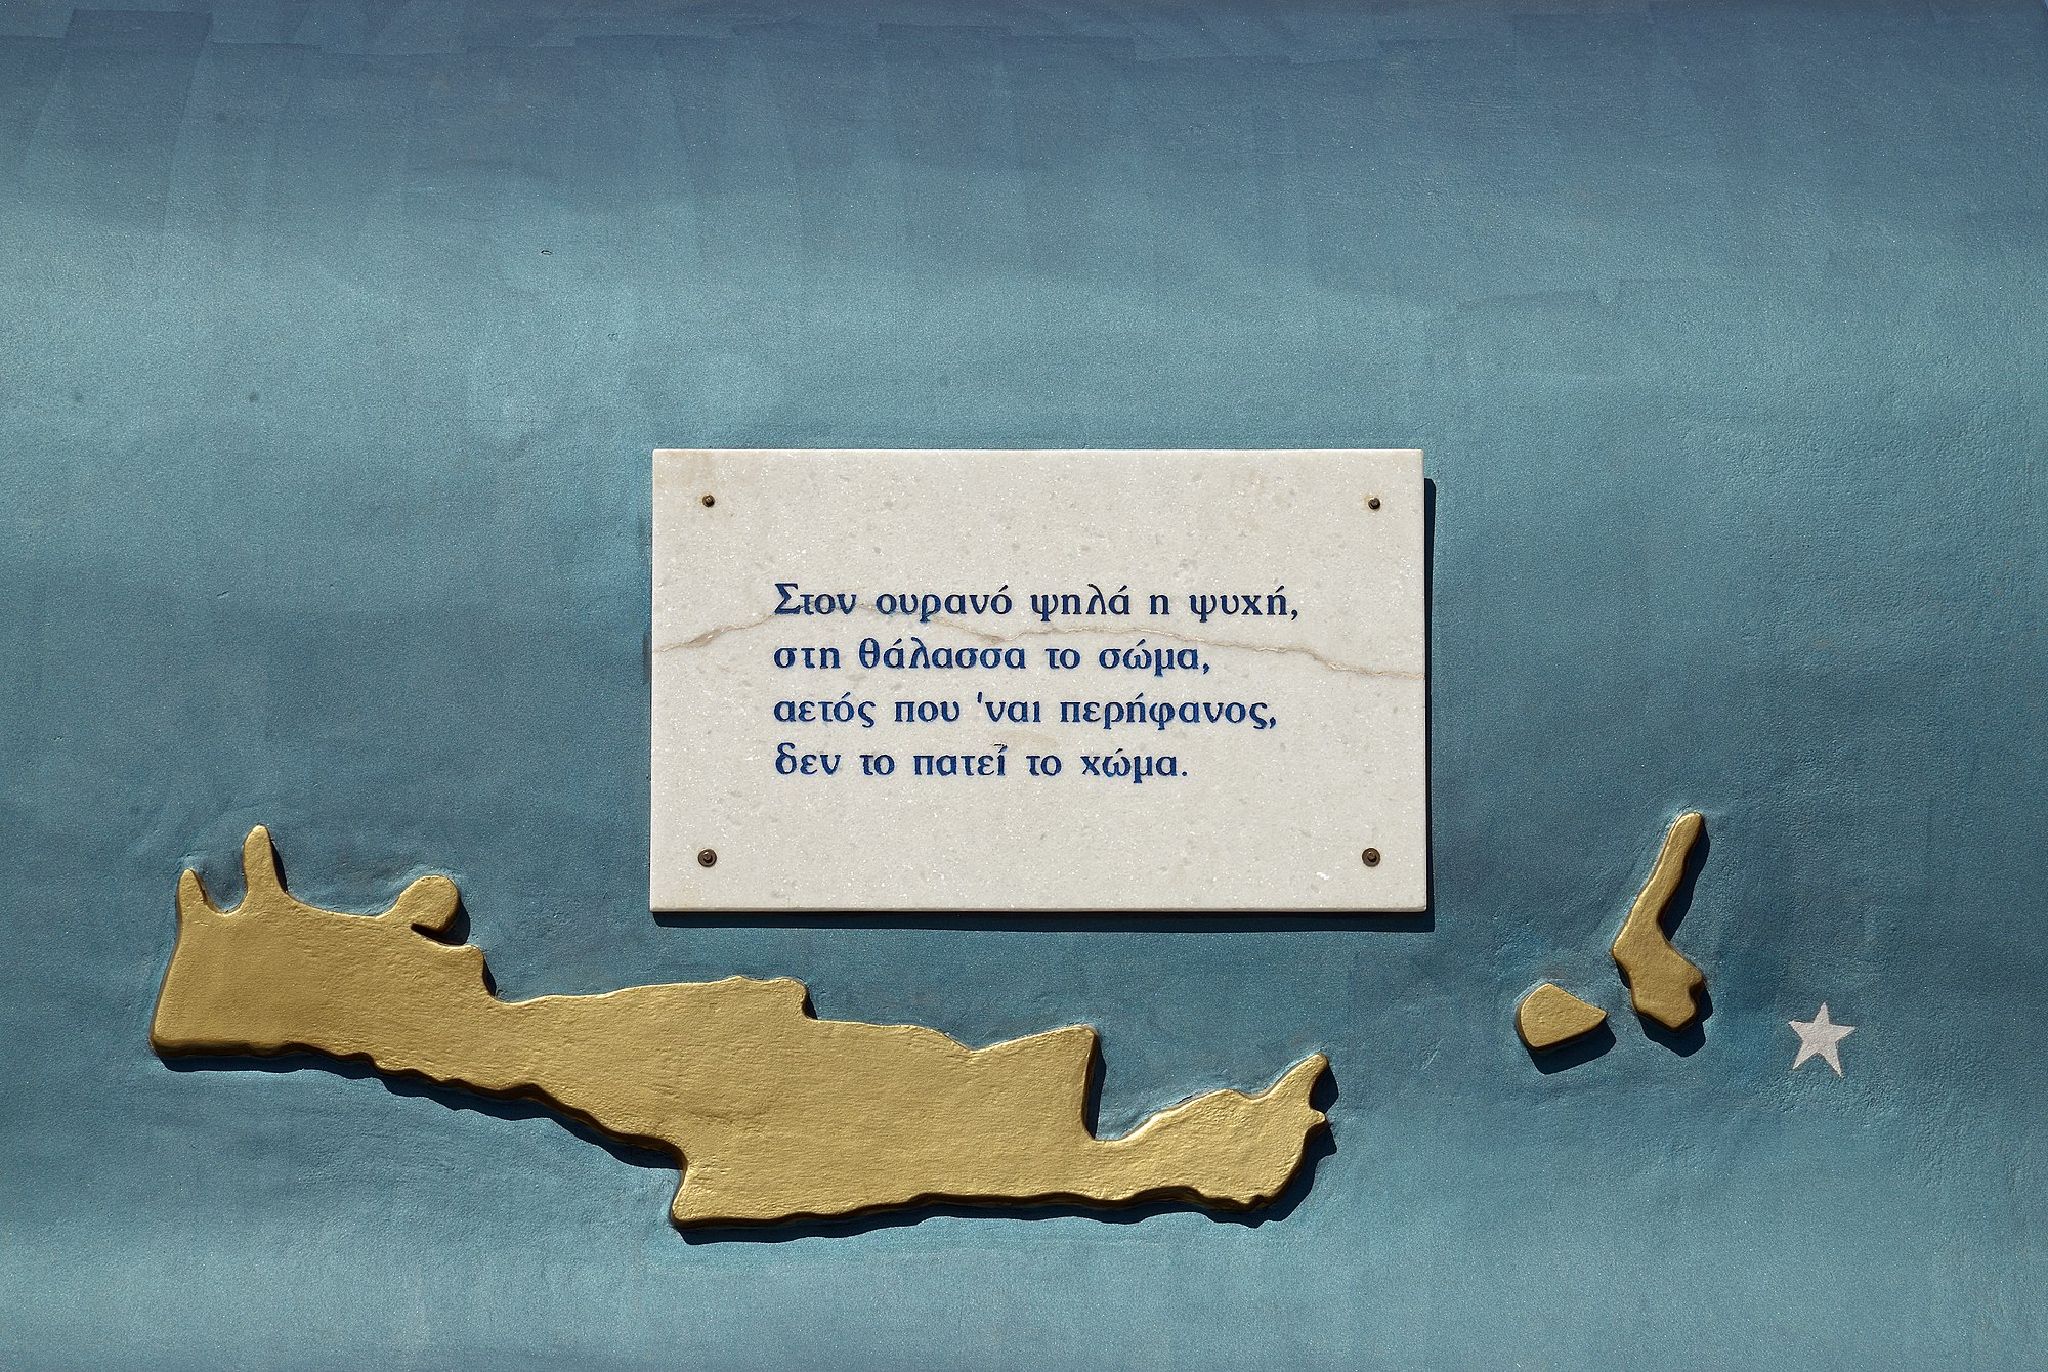 Στον ουρανό ψηλά η ψυχή,
στη θάλασσα το σώμα,
αετός που 'ναι περήφανος,
δεν το πατεί το χώμα.